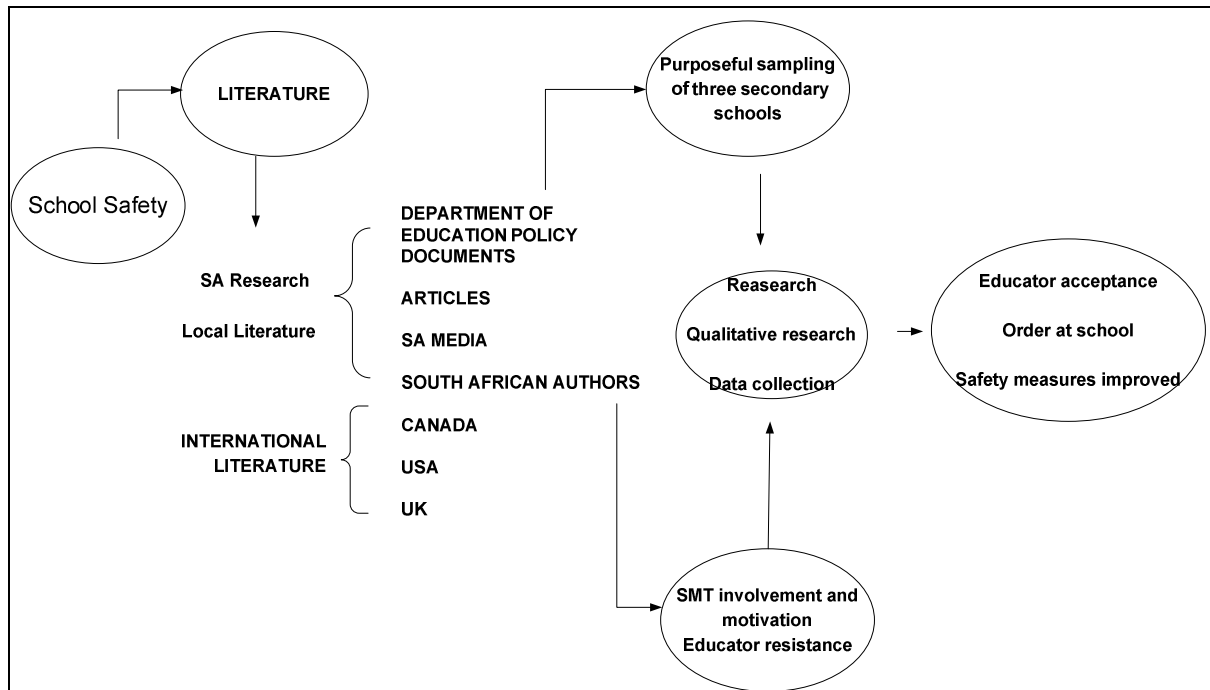 LITERATURE
School Safety
SA Research
Local Literature
DEPARTMENT OF
EDUCATION POLICY
DOCUMENTS
ARTICLES
SA MEDIA
SOUTH AFRICAN AUTHORS
INTERNATIONAL
LITERATURE
CANADA
USA
UK
Purposeful sampling
of three secondary
schools
Reasearch
Qualitative research
Data collection
SMT involvement and
motivation
Educator resistance
Educator acceptance
Order at school
Safety measures improved